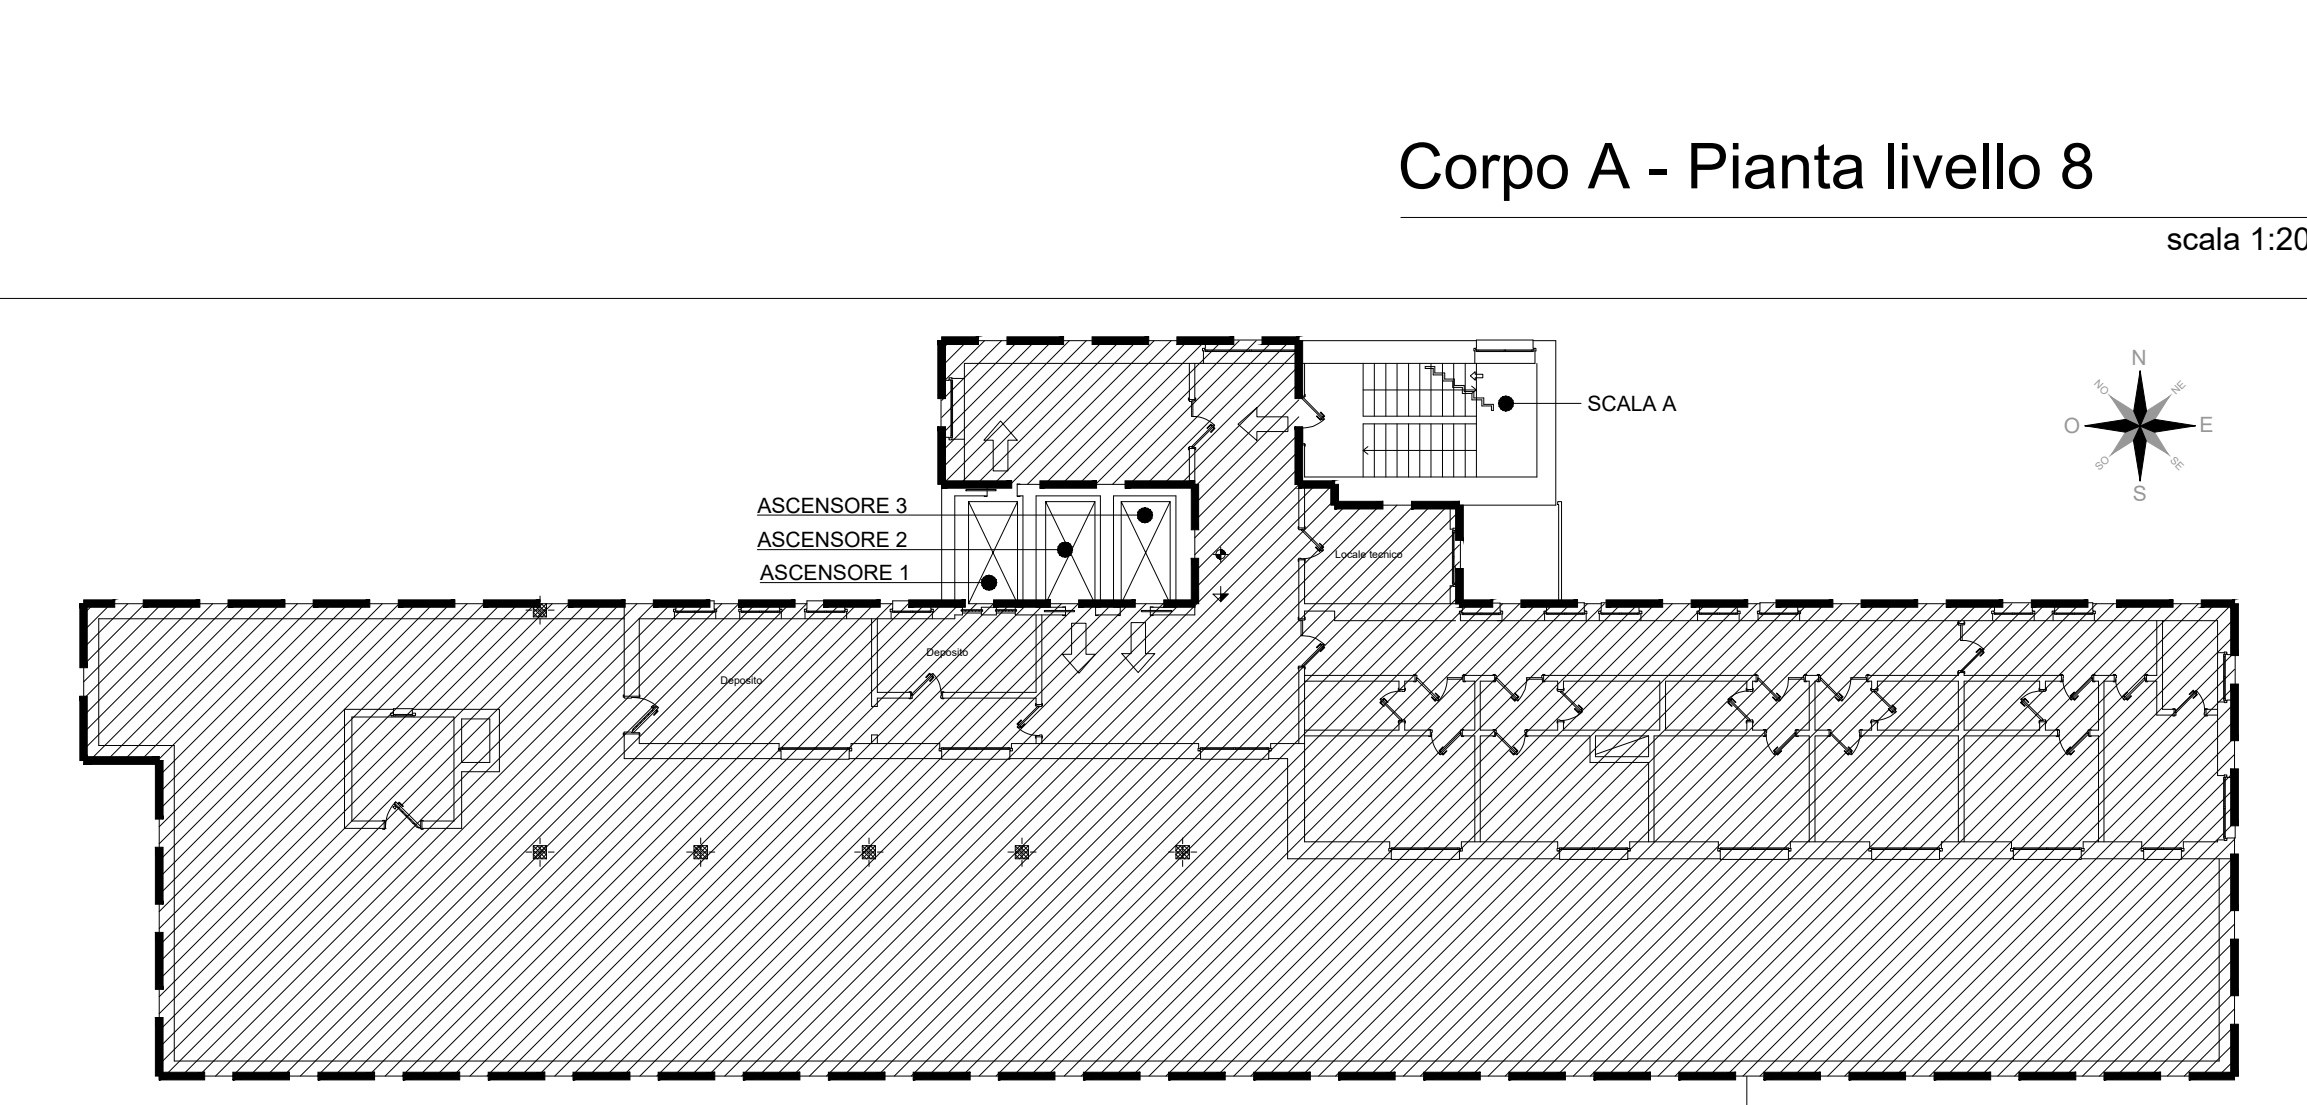 Corpo A - Pianta livello 8
scala 1:20
N
NO
NE
O
E
SO
SE
S
SCALA A
ASCENSORE 3
ASCENSORE 2
ASCENSORE 1
Locale tecnico
Deposito
Deposito